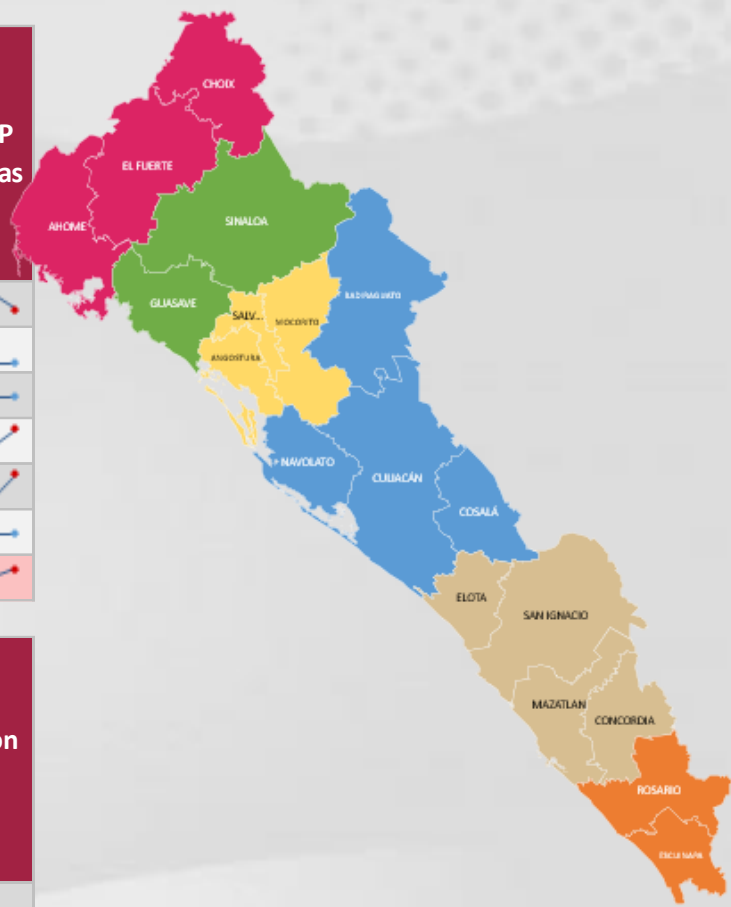 P
as
CHOIX
EL FUERTE
AHOME
SINALOA
BADIRAGUATO
GUASAVE
SALV...
MOCORITO
ANGOSTURA
NAVOLATO
CULIACÁN
COSALÁ
ELOTA
SAN IGNACIO
MAZATLAN
CONCORDIA
on
ROSARIO
ESCUINAPA